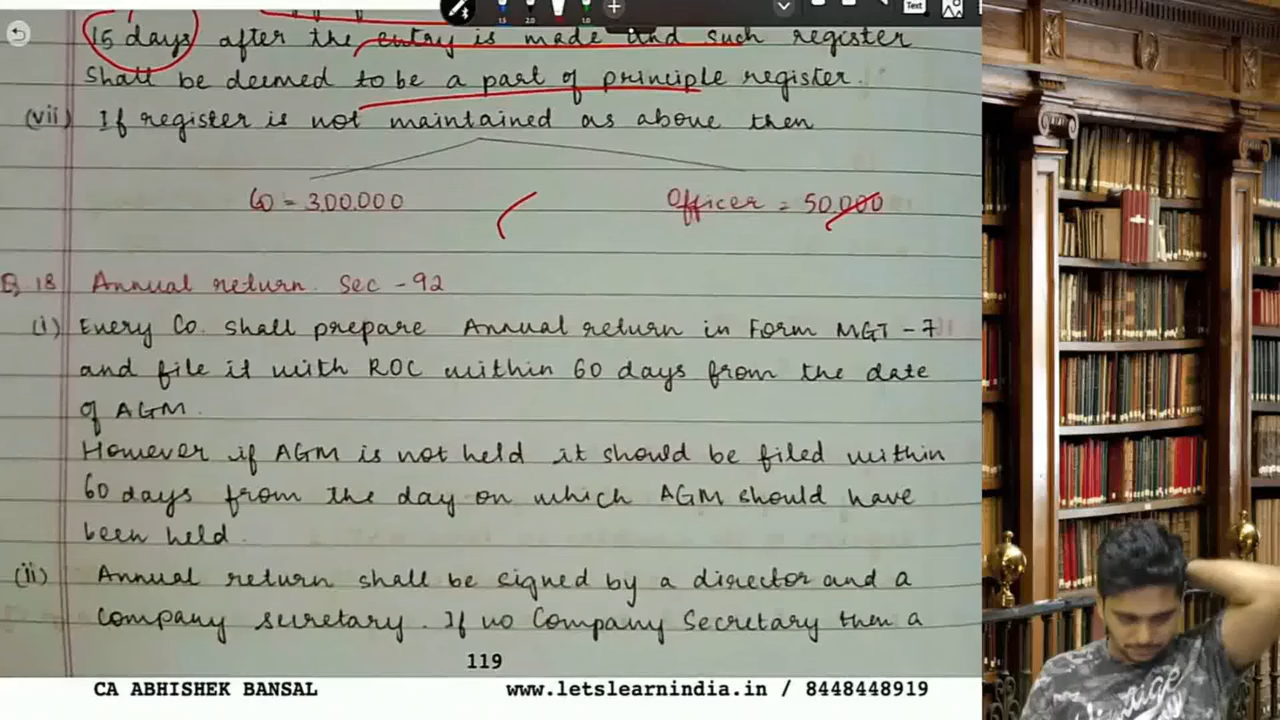 Text
15 days after the entry is made and such register
Shall be deemed to be a part of principle register.
(vii) If register is not maintained as above then
Co = 3,00,000 Officer = 50,000
Q.18 Annual return. Sec - 92
(i) Every Co. shall prepare Annual return in Form MGT - 7
and file it with ROC within 60 days from the date
of AGM.
However if AGM is not held it should be filed within
60 days from the day on which AGM should have
been held.
(ii) Annual return shall be signed by a director and a
Company secretary. If no Company Secretary then a
119
CA ABHISHEK BANSAL www.letslearnindia.in / 8448448919